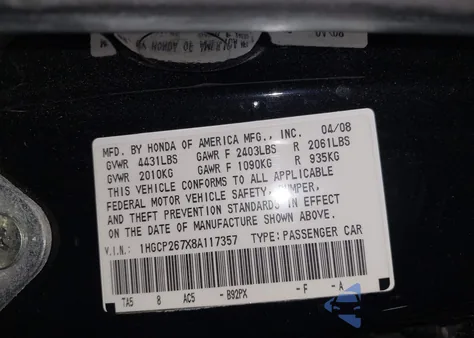 MFD. BY HONDA OF AMERICA MFG., INC. 04/08
GVWR 4431LBS GAWR F 2403LBS R 2061LBS
GVWR 2010KG GAWR F 1090KG R 935KG
THIS VEHICLE CONFORMS TO ALL APPLICABLE
FEDERAL MOTOR VEHICLE SAFETY, BUMPER,
AND THEFT PREVENTION STANDARDS IN EFFECT
ON THE DATE OF MANUFACTURE SHOWN ABOVE.
V.I.N.: 1HGCP267X8A117357 TYPE: PASSENGER CAR
TA5 8 AC5 - B92PX - F - A